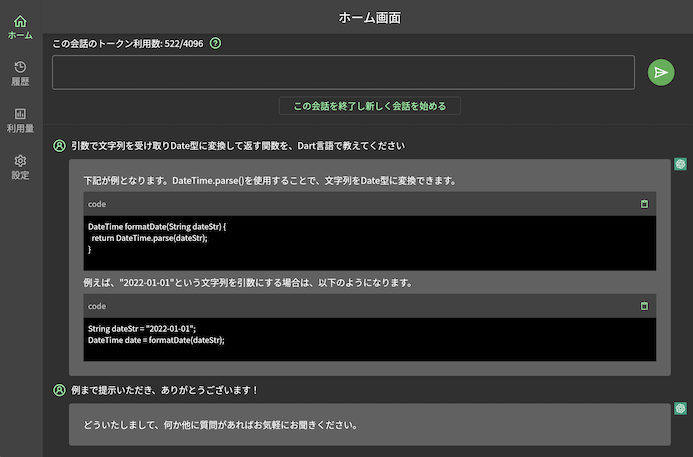 ホーム画面
ホーム
履歴
利用量
設定
この会話のトークン利用数: 522/4096 ?
この会話を終了し新しく会話を始める
引数で文字列を受け取りDate型に変換して返す関数を、Dart言語で教えてください
下記が例となります。DateTime.parse()を使用することで、文字列をDate型に変換できます。
code
DateTime formatDate(String dateStr) {
  return DateTime.parse(dateStr);
}
例えば、"2022-01-01"という文字列を引数にする場合は、以下のようになります。
code
String dateStr = "2022-01-01";
DateTime date = formatDate(dateStr);
例まで提示いただき、ありがとうございます！
どういたしまして、何か他に質問があればお気軽にお聞きください。